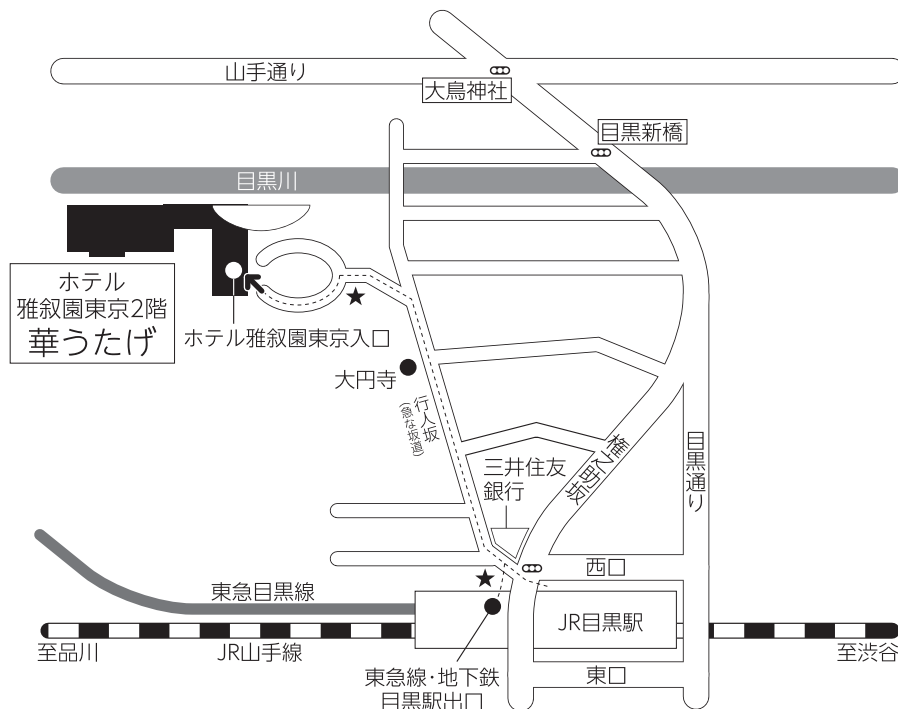 山手通り
大鳥神社
目黒新橋
目黒川
ホテル
雅叙園東京2階
華うたげ
ホテル雅叙園東京入口
大円寺
行人坂
(急な坂道)
三井住友
銀行
権之助坂
目黒通り
西口
東急目黒線
JR目黒駅
至品川
JR山手線
至渋谷
東急線・地下鉄
目黒駅出口
東口